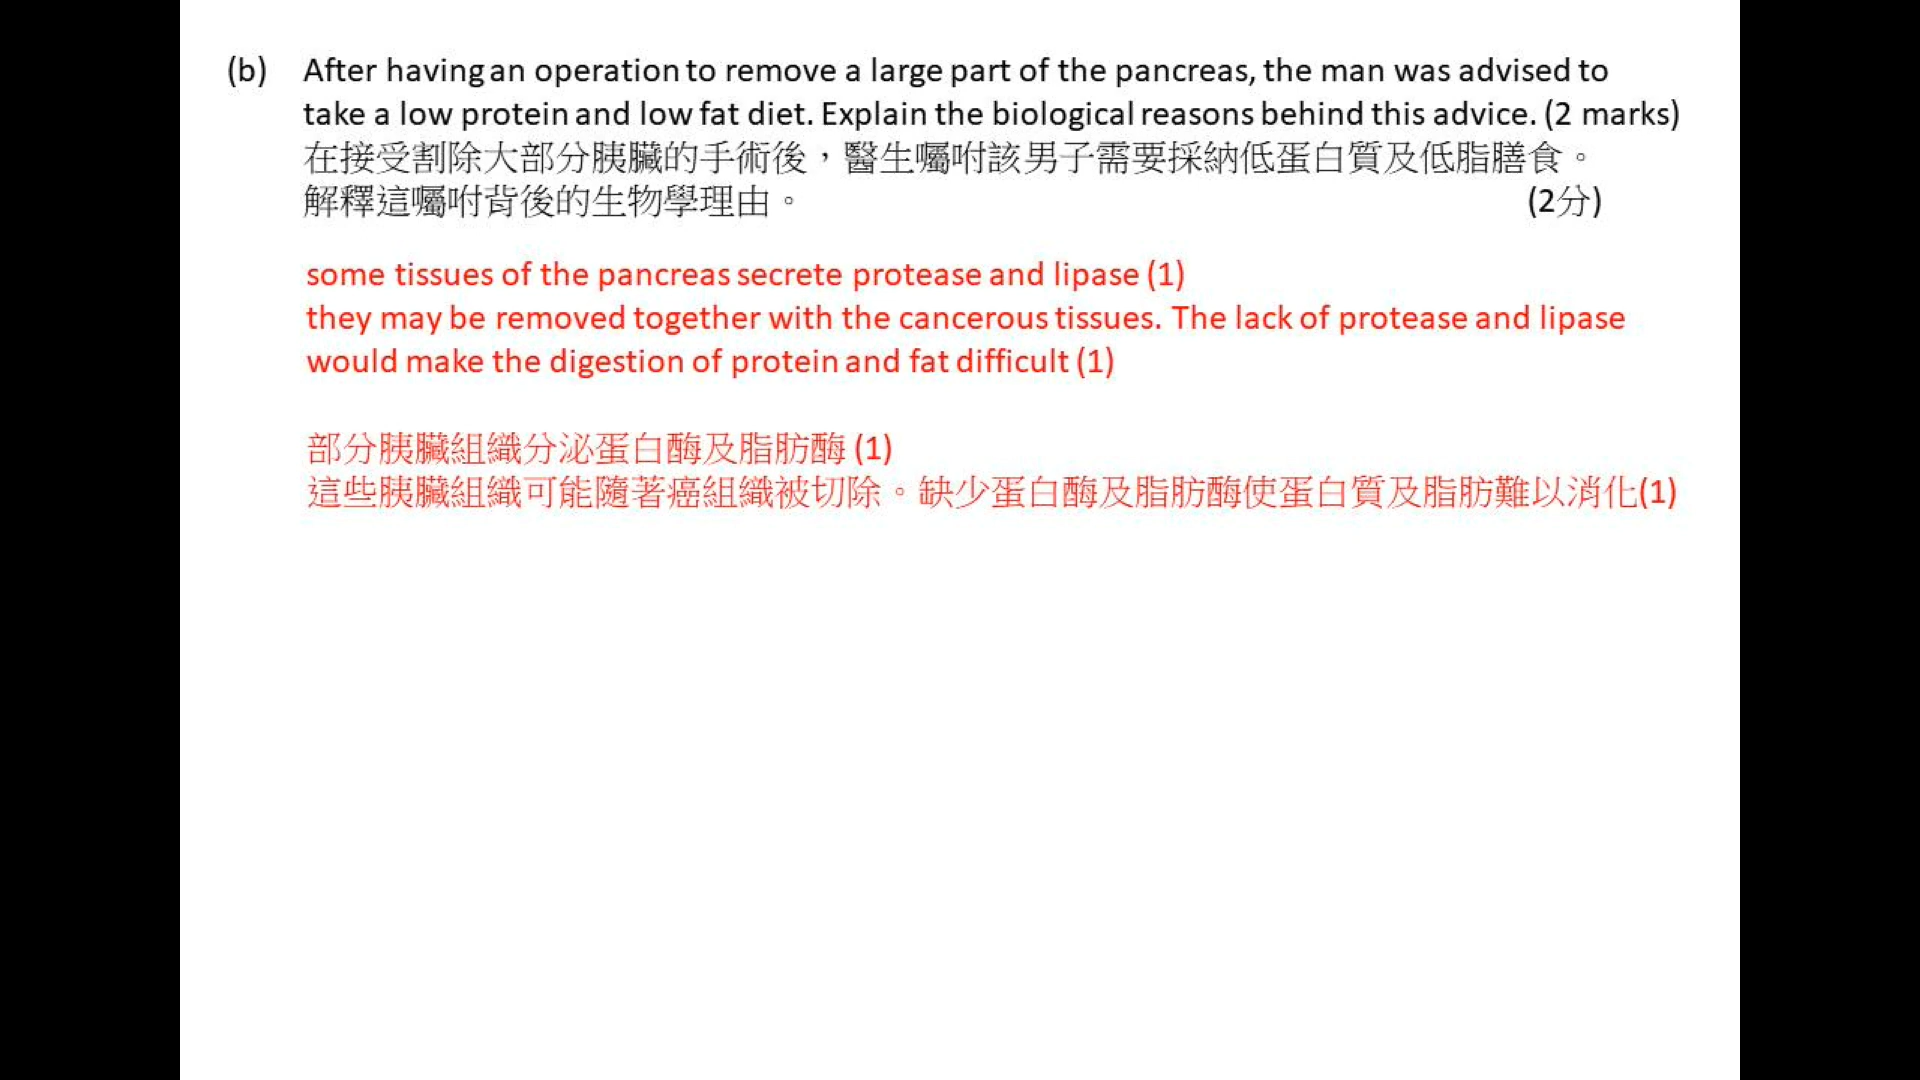 (b) After having an operation to remove a large part of the pancreas, the man was advised to
take a low protein and low fat diet. Explain the biological reasons behind this advice. (2 marks)
在接受割除大部分胰臟的手術後，醫生囑咐該男子需要採納低蛋白質及低脂膳食。
解釋這囑咐背後的生物學理由。 (2分)
some tissues of the pancreas secrete protease and lipase (1)
they may be removed together with the cancerous tissues. The lack of protease and lipase
would make the digestion of protein and fat difficult (1)
部分胰臟組織分泌蛋白酶及脂肪酶 (1)
這些胰臟組織可能隨著癌組織被切除。缺少蛋白酶及脂肪酶使蛋白質及脂肪難以消化(1)